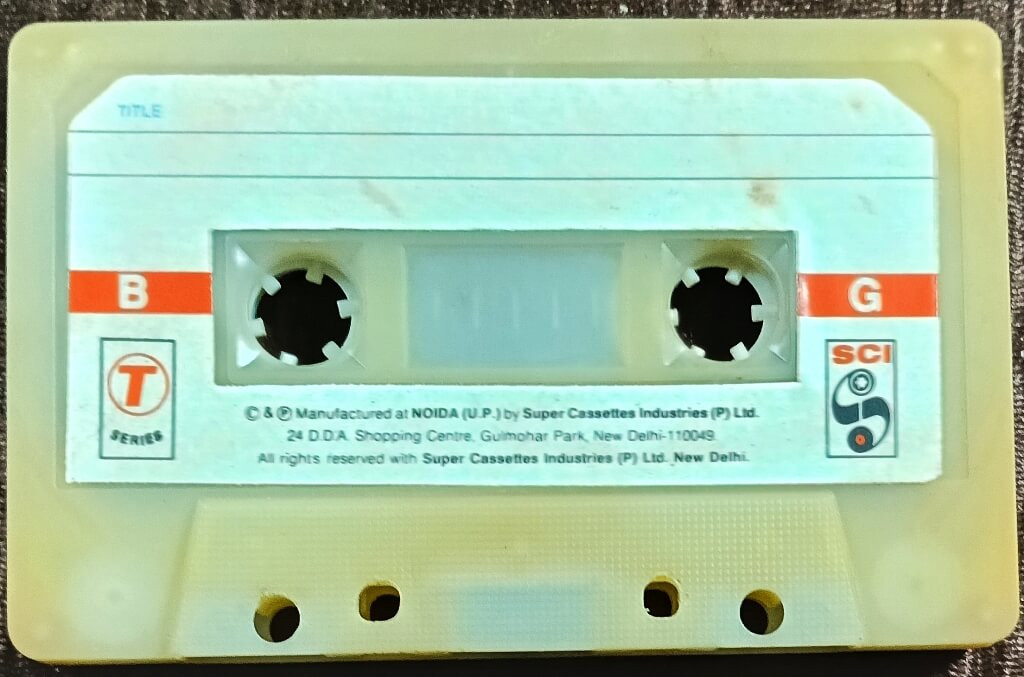 TITLE
B
G
T
SERIES
SCI
© & ℗ Manufactured at NOIDA (U.P.) by Super Cassettes Industries (P) Ltd.
24 D.D.A. Shopping Centre, Gulmohar Park, New Delhi-110049.
All rights reserved with Super Cassettes Industries (P) Ltd. New Delhi.